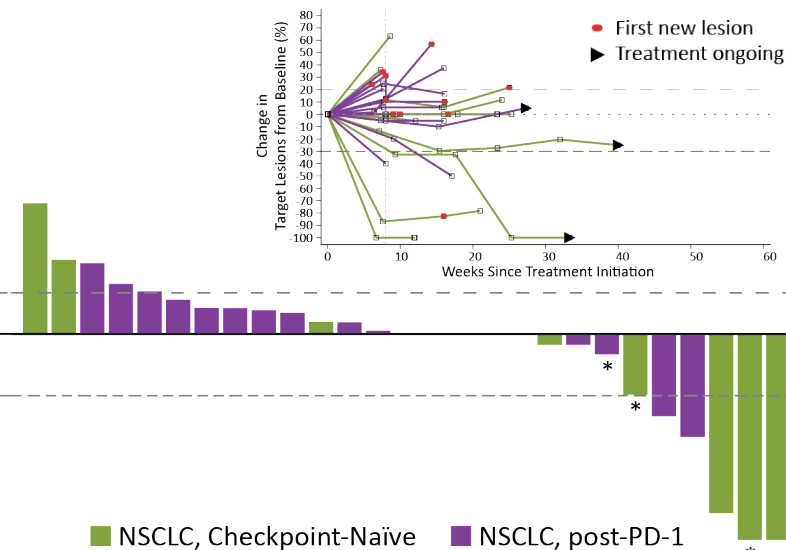 80
70
60
50
40
30
20
10
0
-10
-20
-30
-40
-50
-60
-70
-80
-90
-100
Change in
Target Lesions from Baseline (%)
First new lesion
Treatment ongoing
0 10 20 30 40 50 60
Weeks Since Treatment Initiation
*
*
*
NSCLC, Checkpoint-Naïve
NSCLC, post-PD-1